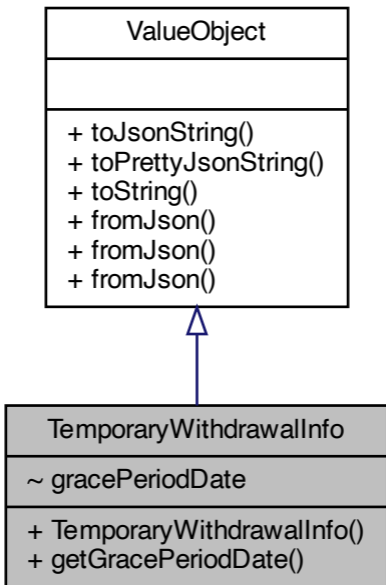 ValueObject
+ toJsonString()
+ toPrettyJsonString()
+ toString()
+ fromJson()
+ fromJson()
+ fromJson()
TemporaryWithdrawalInfo
~ gracePeriodDate
+ TemporaryWithdrawalInfo()
+ getGracePeriodDate()